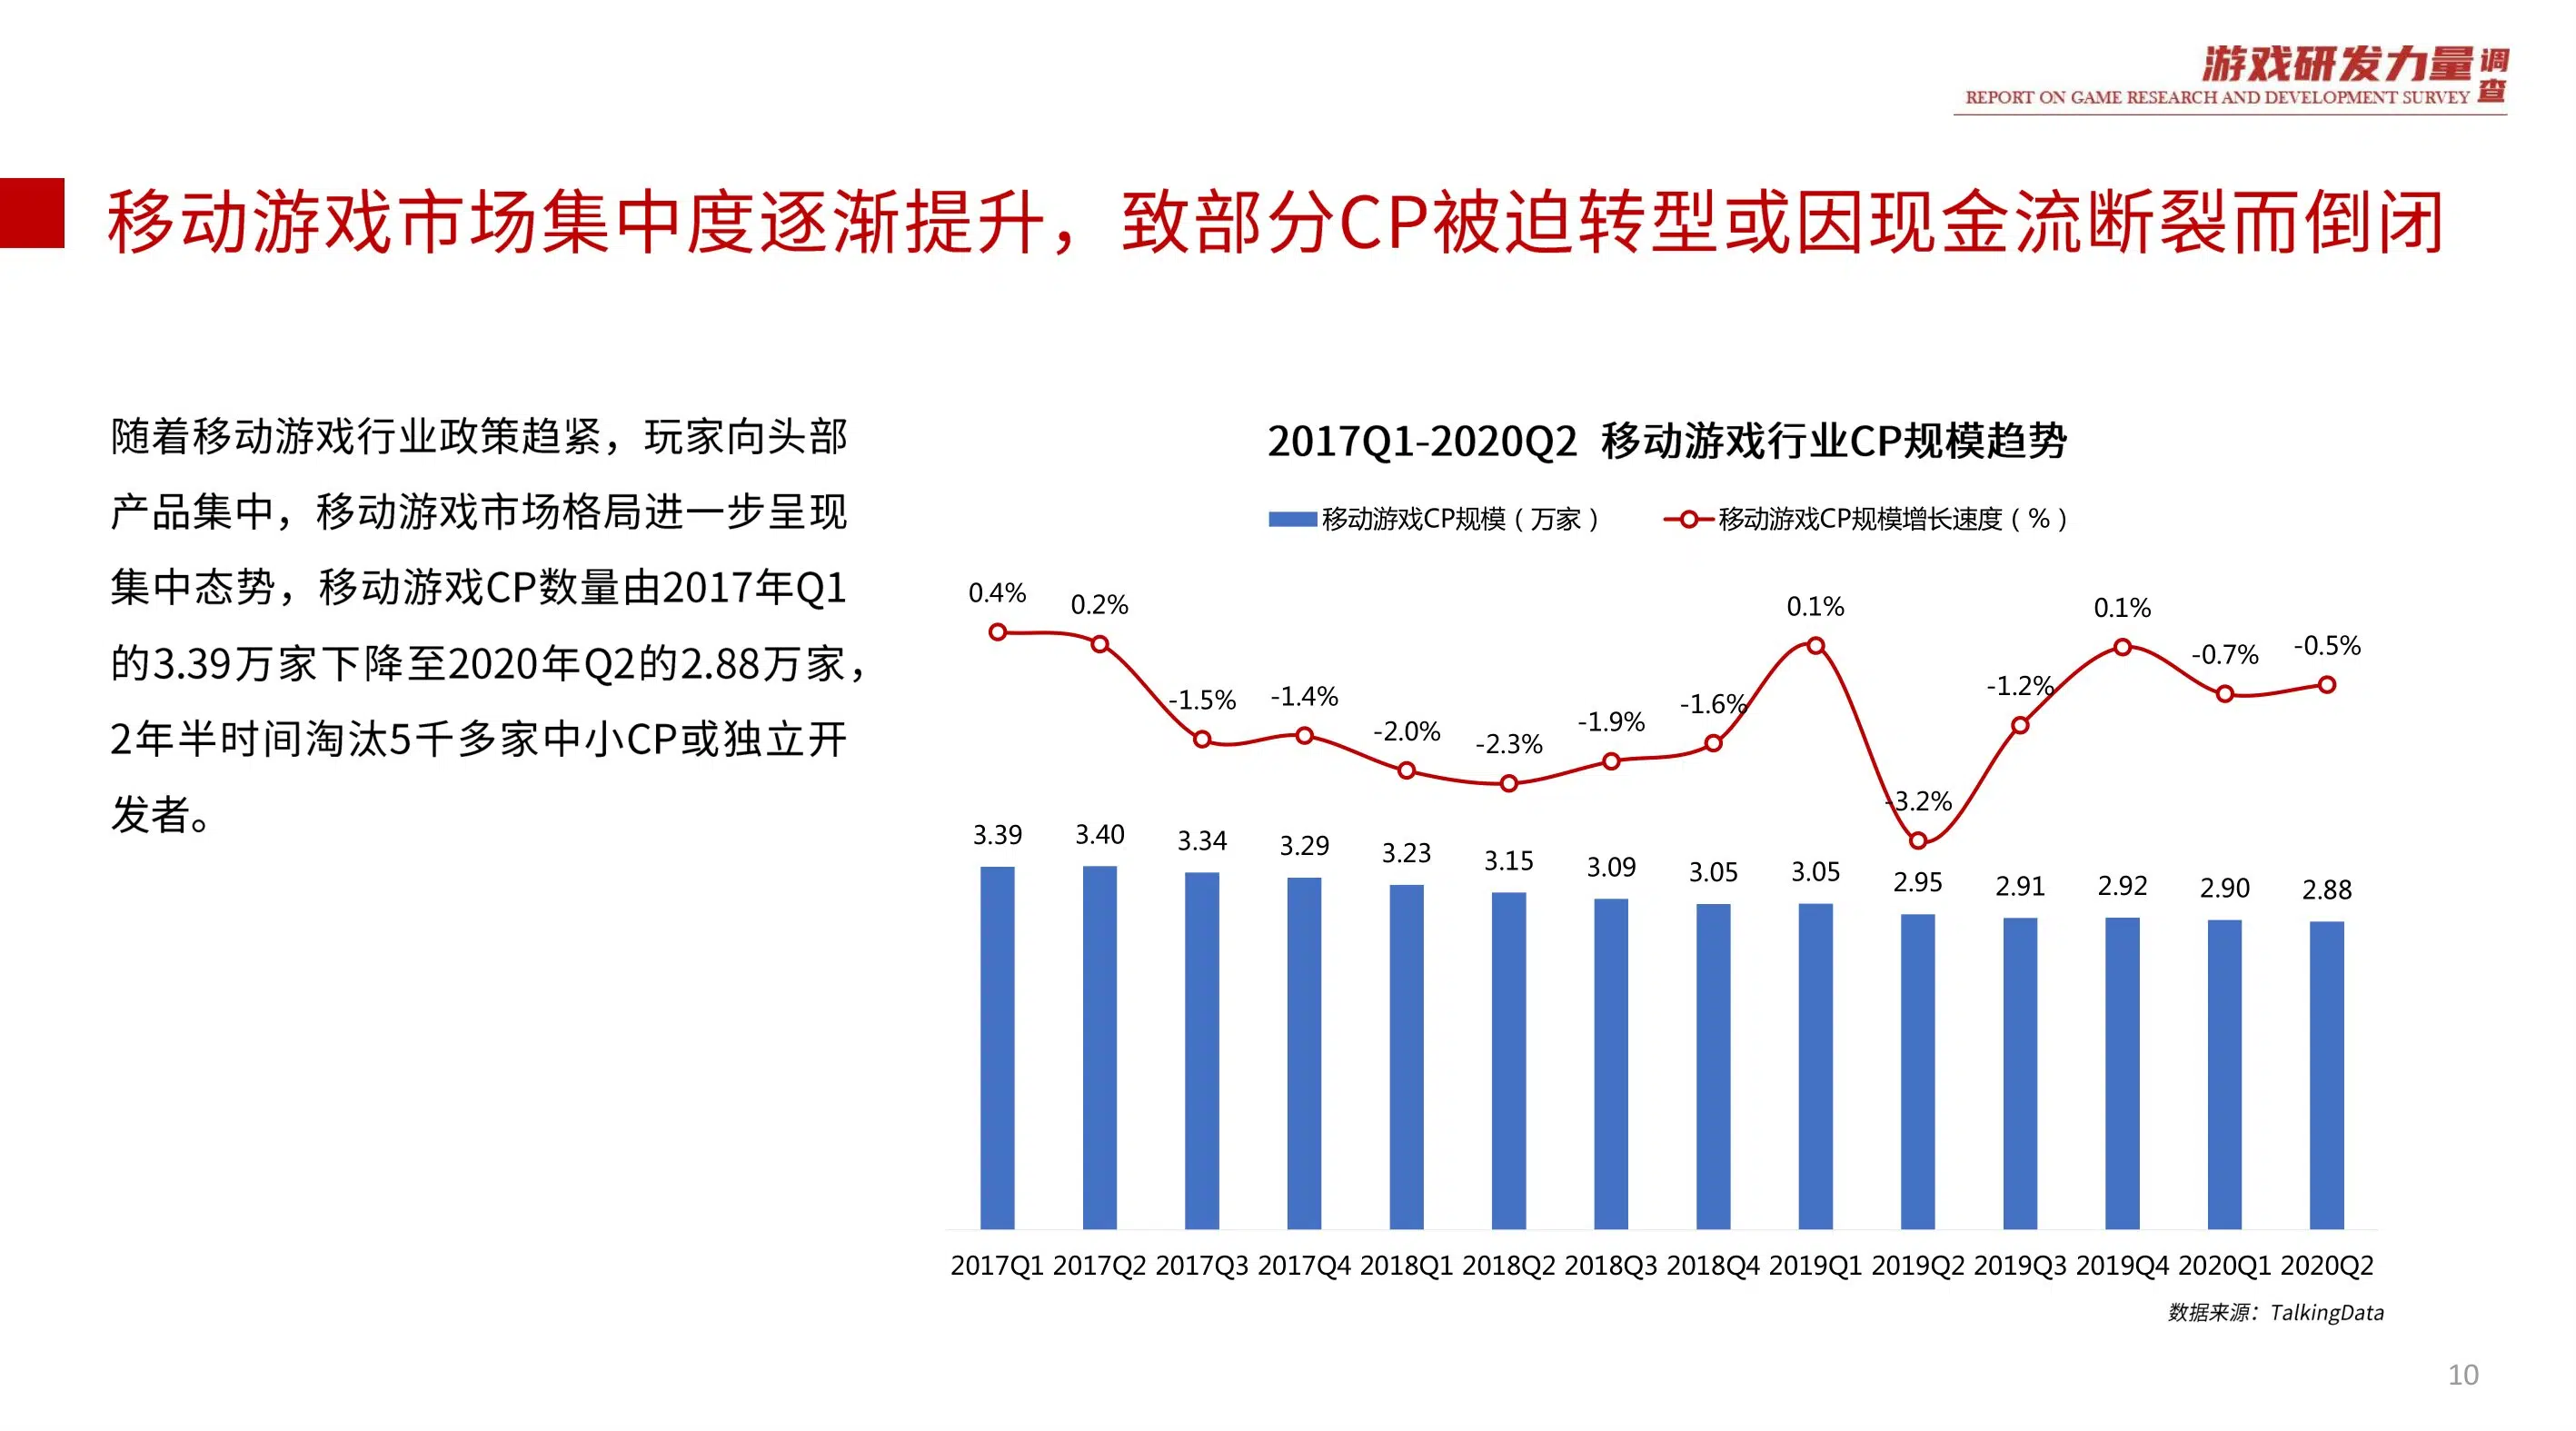 游戏研发力量调查
REPORT ON GAME RESEARCH AND DEVELOPMENT SURVEY
移动游戏市场集中度逐渐提升，致部分CP被迫转型或因现金流断裂而倒闭
随着移动游戏行业政策趋紧，玩家向头部
产品集中，移动游戏市场格局进一步呈现
集中态势，移动游戏CP数量由2017年Q1
的3.39万家下降至2020年Q2的2.88万家，
2年半时间淘汰5千多家中小CP或独立开
发者。
2017Q1-2020Q2 移动游戏行业CP规模趋势
移动游戏CP规模（万家） 移动游戏CP规模增长速度（%）
0.4% 0.2% -1.5% -1.4% -2.0% -2.3% -1.9% -1.6% 0.1% -3.2% -1.2% 0.1% -0.7% -0.5%
3.39 3.40 3.34 3.29 3.23 3.15 3.09 3.05 3.05 2.95 2.91 2.92 2.90 2.88
2017Q1 2017Q2 2017Q3 2017Q4 2018Q1 2018Q2 2018Q3 2018Q4 2019Q1 2019Q2 2019Q3 2019Q4 2020Q1 2020Q2
数据来源：TalkingData
10